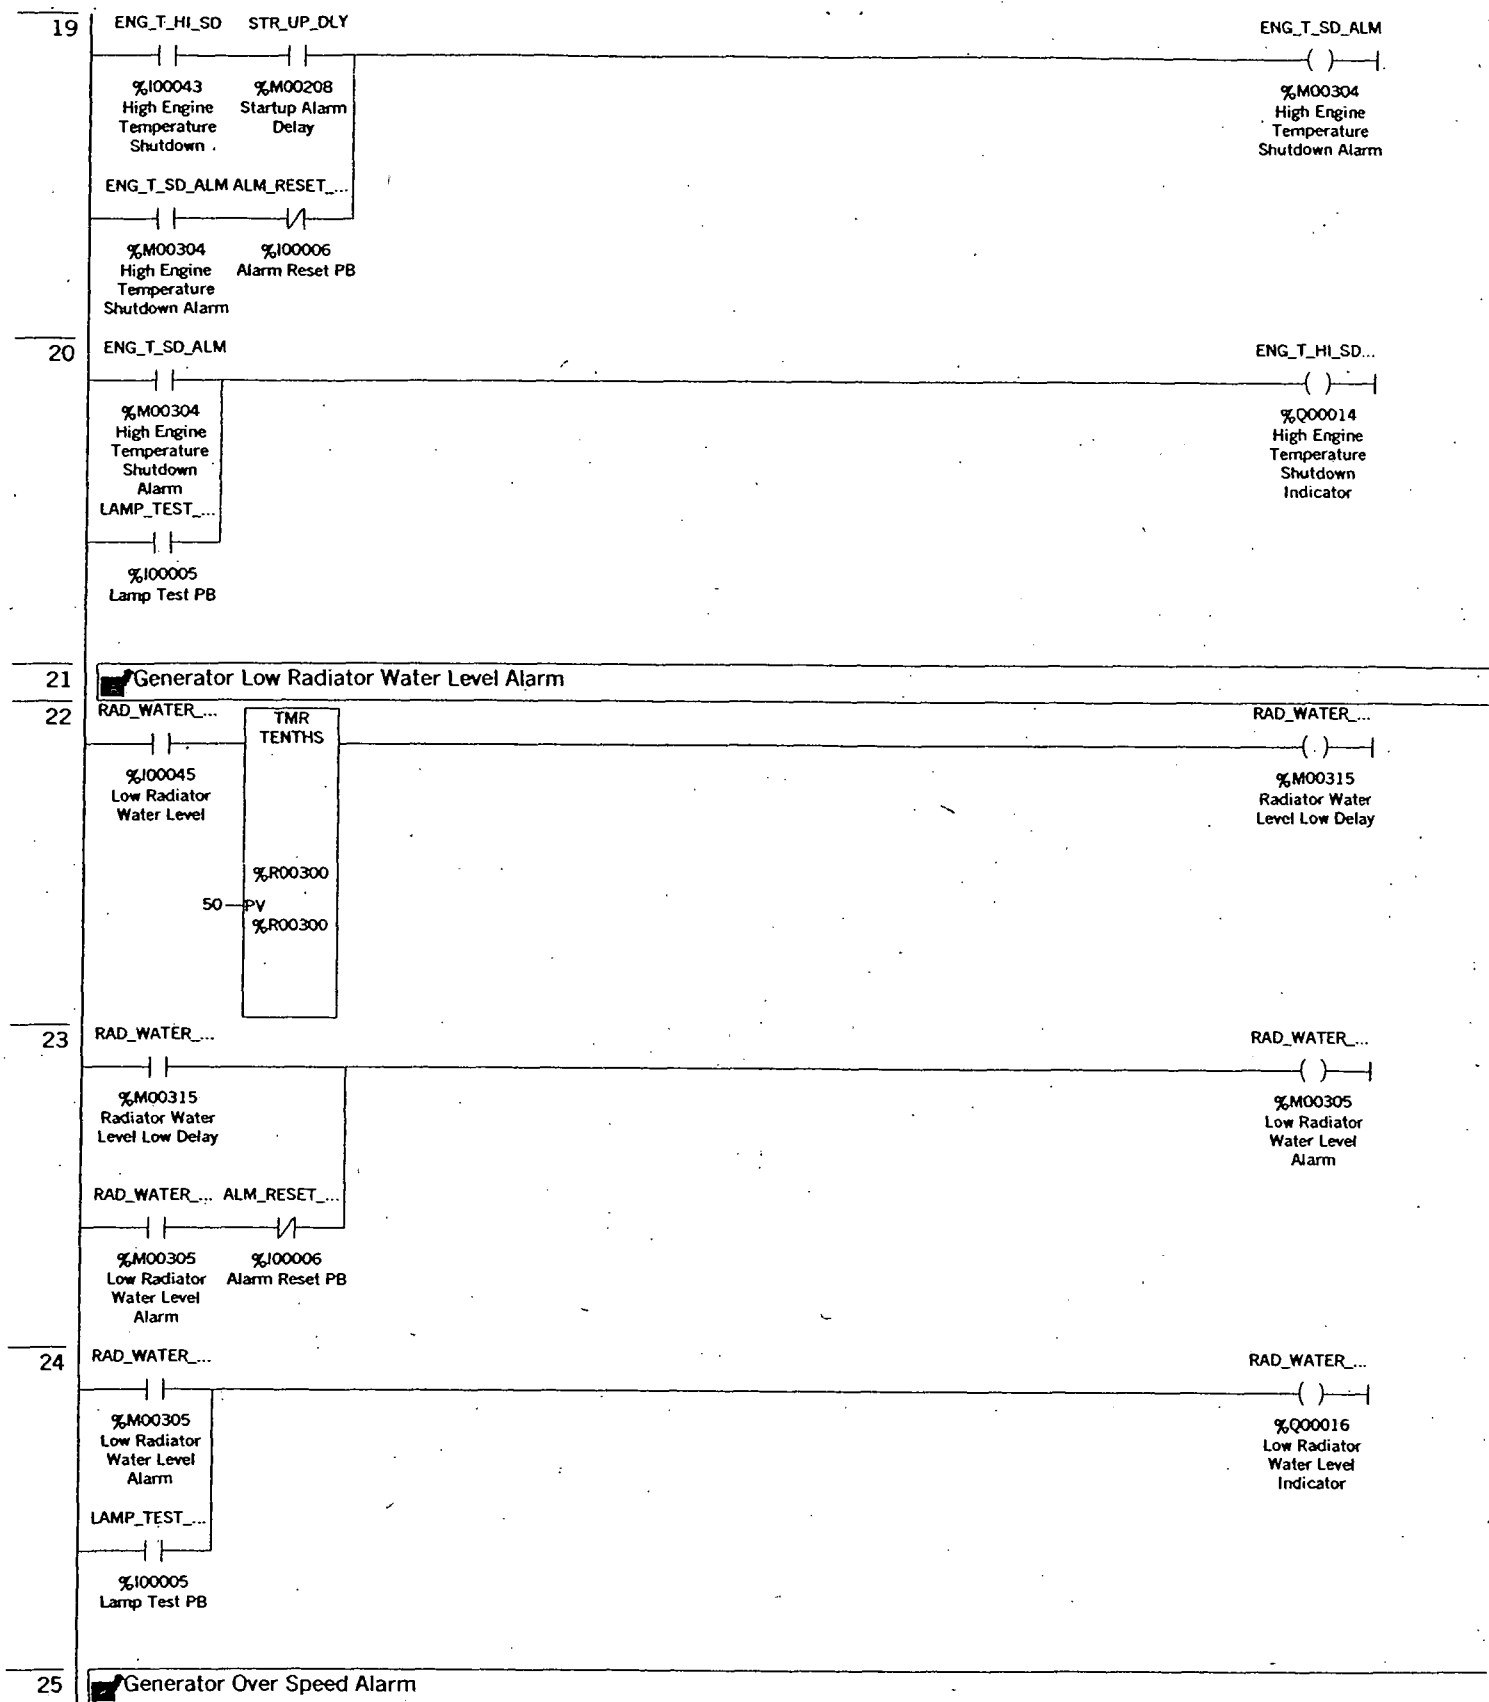 19
ENG_T_HI_SD STR_UP_DLY
ENG_T_SD_ALM
%I00043 %M00208
%M00304
High Engine Startup Alarm
High Engine
Temperature Delay
Temperature
Shutdown
Shutdown Alarm
ENG_T_SD_ALM ALM_RESET_...
%M00304 %I00006
High Engine Alarm Reset PB
Temperature
Shutdown Alarm
20
ENG_T_SD_ALM
ENG_T_HI_SD...
%M00304
High Engine
Temperature
Shutdown
Alarm
%Q00014
High Engine
Temperature
Shutdown
Indicator
LAMP_TEST_...
%I00005
Lamp Test PB
21
Generator Low Radiator Water Level Alarm
22
RAD_WATER_...
TMR
TENTHS
RAD_WATER_...
%I00045
Low Radiator
Water Level
%M00315
Radiator Water
Level Low Delay
%R00300
50 PV
%R00300
23
RAD_WATER_...
RAD_WATER_...
%M00315
Radiator Water
Level Low Delay
%M00305
Low Radiator
Water Level
Alarm
RAD_WATER_... ALM_RESET_...
%M00305 %I00006
Low Radiator Alarm Reset PB
Water Level
Alarm
24
RAD_WATER_...
RAD_WATER_...
%M00305
Low Radiator
Water Level
Alarm
%Q00016
Low Radiator
Water Level
Indicator
LAMP_TEST_...
%I00005
Lamp Test PB
25
Generator Over Speed Alarm